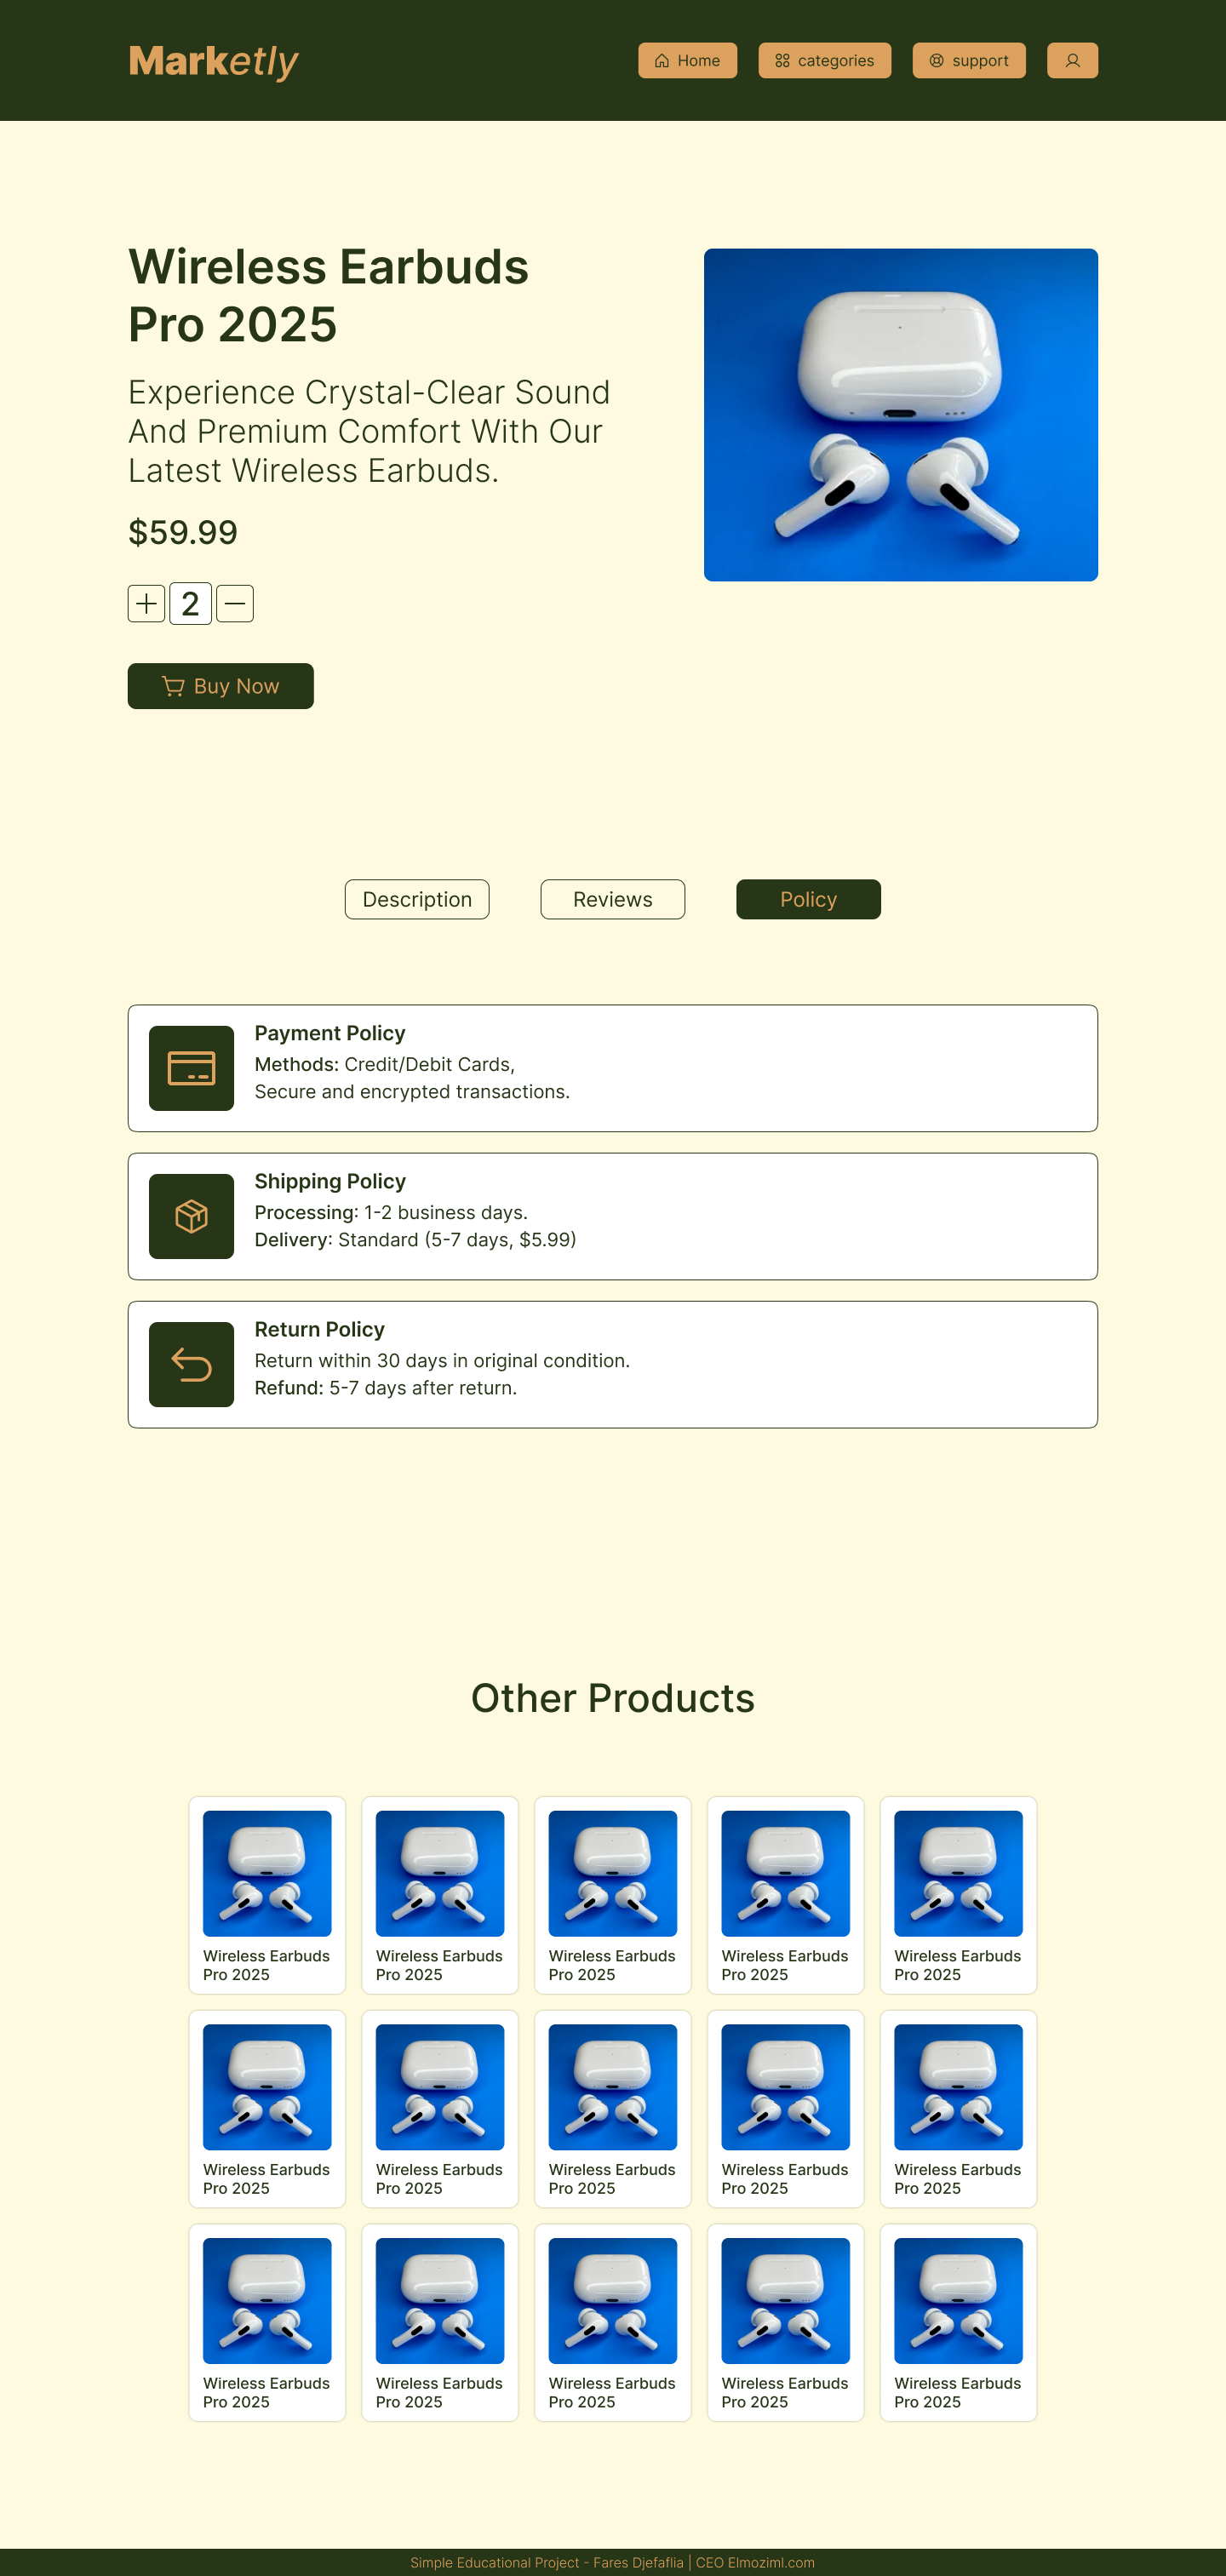 Marketly
Home
categories
support
Wireless Earbuds
Pro 2025
Experience Crystal-Clear Sound
And Premium Comfort With Our
Latest Wireless Earbuds.
$59.99
2
Buy Now
Description
Reviews
Policy
Payment Policy
Methods: Credit/Debit Cards,
Secure and encrypted transactions.
Shipping Policy
Processing: 1-2 business days.
Delivery: Standard (5-7 days, $5.99)
Return Policy
Return within 30 days in original condition.
Refund: 5-7 days after return.
Other Products
Wireless Earbuds
Pro 2025
Wireless Earbuds
Pro 2025
Wireless Earbuds
Pro 2025
Wireless Earbuds
Pro 2025
Wireless Earbuds
Pro 2025
Wireless Earbuds
Pro 2025
Wireless Earbuds
Pro 2025
Wireless Earbuds
Pro 2025
Wireless Earbuds
Pro 2025
Wireless Earbuds
Pro 2025
Wireless Earbuds
Pro 2025
Wireless Earbuds
Pro 2025
Wireless Earbuds
Pro 2025
Wireless Earbuds
Pro 2025
Wireless Earbuds
Pro 2025
Simple Educational Project - Fares Djefaflia | CEO Elmoziml.com